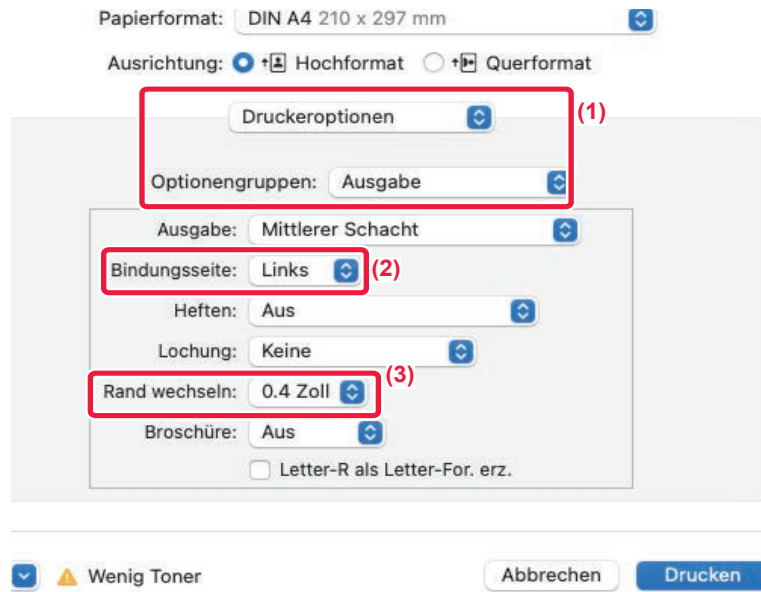 Papierformat: DIN A4 210 x 297 mm
Ausrichtung: Hochformat Querformat
Druckeroptionen (1)
Optionengruppen: Ausgabe
Ausgabe: Mittlerer Schacht
Bindungsseite: Links (2)
Heften: Aus
Lochung: Keine
(3)
Rand wechseln: 0.4 Zoll
Broschüre: Aus
Letter-R als Letter-For. erz.
Wenig Toner Abbrechen Drucken